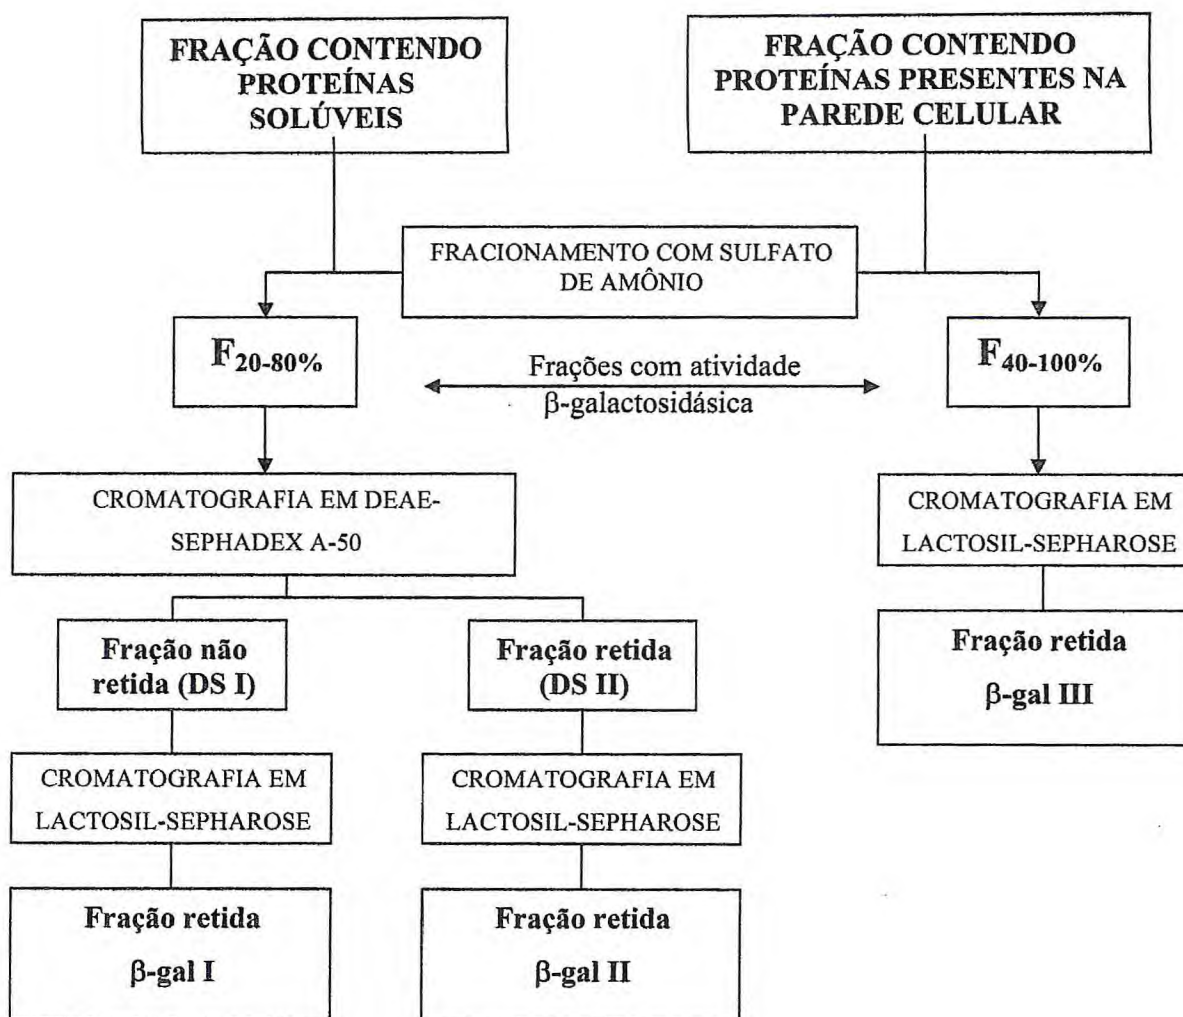 FRAÇÃO CONTENDO
PROTEÍNAS
SOLÚVEIS
FRAÇÃO CONTENDO
PROTEÍNAS PRESENTES NA
PAREDE CELULAR
FRACIONAMENTO COM SULFATO
DE AMÔNIO
F20-80%
Frações com atividade
β-galactosidásica
F40-100%
CROMATOGRAFIA EM DEAE-
SEPHADEX A-50
CROMATOGRAFIA EM
LACTOSIL-SEPHAROSE
Fração não
retida (DS I)
Fração retida
(DS II)
Fração retida
β-gal III
CROMATOGRAFIA EM
LACTOSIL-SEPHAROSE
CROMATOGRAFIA EM
LACTOSIL-SEPHAROSE
Fração retida
β-gal I
Fração retida
β-gal II